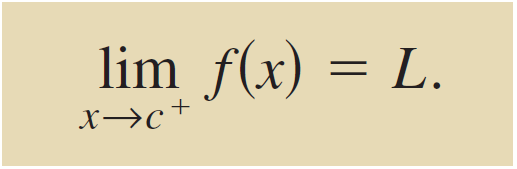 lim f(x) = L.
x→c⁺